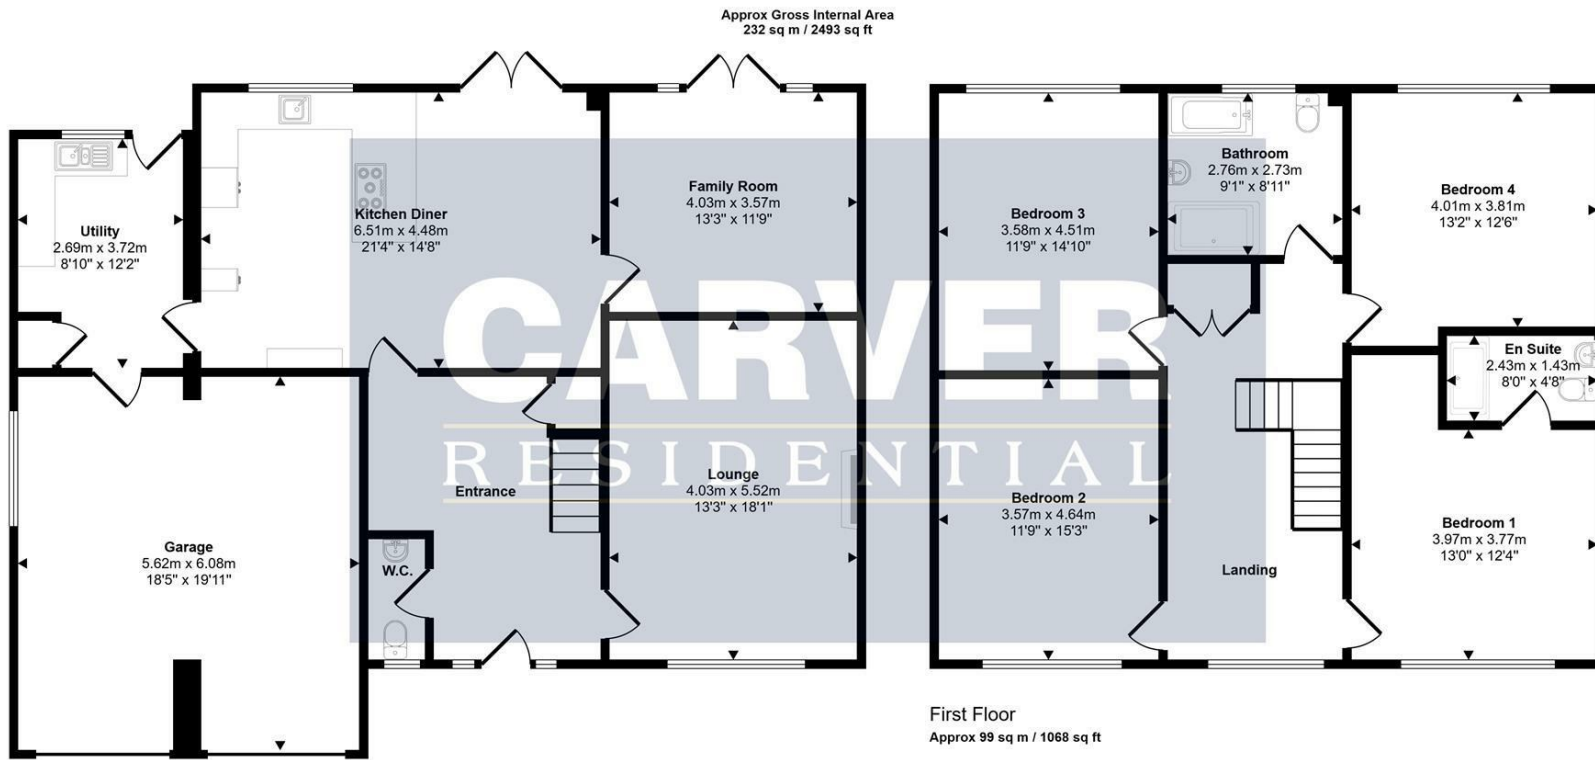 Approx Gross Internal Area
232 sq m / 2493 sq ft
Utility
2.69m x 3.72m
8'10" x 12'2"
Kitchen Diner
6.51m x 4.48m
21'4" x 14'8"
Family Room
4.03m x 3.57m
13'3" x 11'9"
Garage
5.62m x 6.08m
18'5" x 19'11"
Entrance
W.C.
Lounge
4.03m x 5.52m
13'3" x 18'1"
Bedroom 3
3.58m x 4.51m
11'9" x 14'10"
Bathroom
2.76m x 2.73m
9'1" x 8'11"
Bedroom 4
4.01m x 3.81m
13'2" x 12'6"
En Suite
2.43m x 1.43m
8'0" x 4'8"
Bedroom 2
3.57m x 4.64m
11'9" x 15'3"
Landing
Bedroom 1
3.97m x 3.77m
13'0" x 12'4"
CARVER
RESIDENTIAL
First Floor
Approx 99 sq m / 1068 sq ft